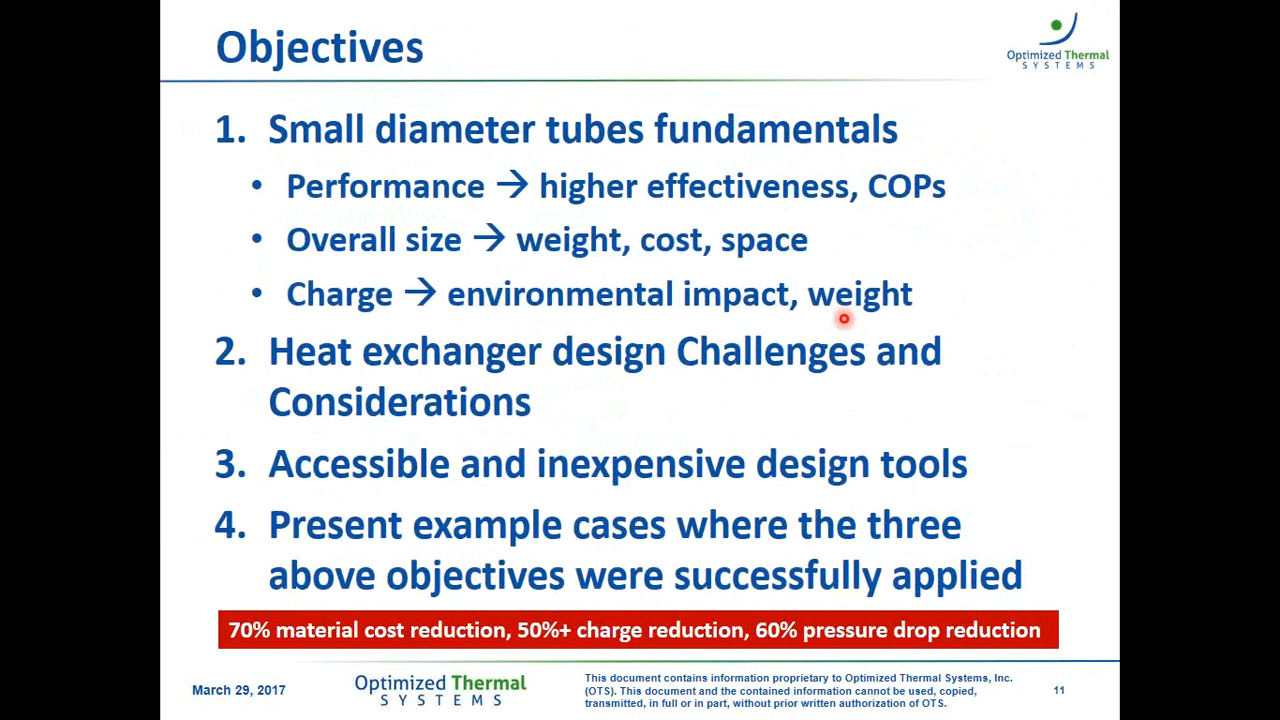 Objectives
Optimized Thermal
SYSTEMS
1. Small diameter tubes fundamentals
• Performance → higher effectiveness, COPs
• Overall size → weight, cost, space
• Charge → environmental impact, weight
2. Heat exchanger design Challenges and
Considerations
3. Accessible and inexpensive design tools
4. Present example cases where the three
above objectives were successfully applied
70% material cost reduction, 50%+ charge reduction, 60% pressure drop reduction
March 29, 2017
Optimized Thermal
SYSTEMS
This document contains information proprietary to Optimized Thermal Systems, Inc.
(OTS). This document and the contained information cannot be used, copied,
transmitted, in full or in part, without prior written authorization of OTS.
11